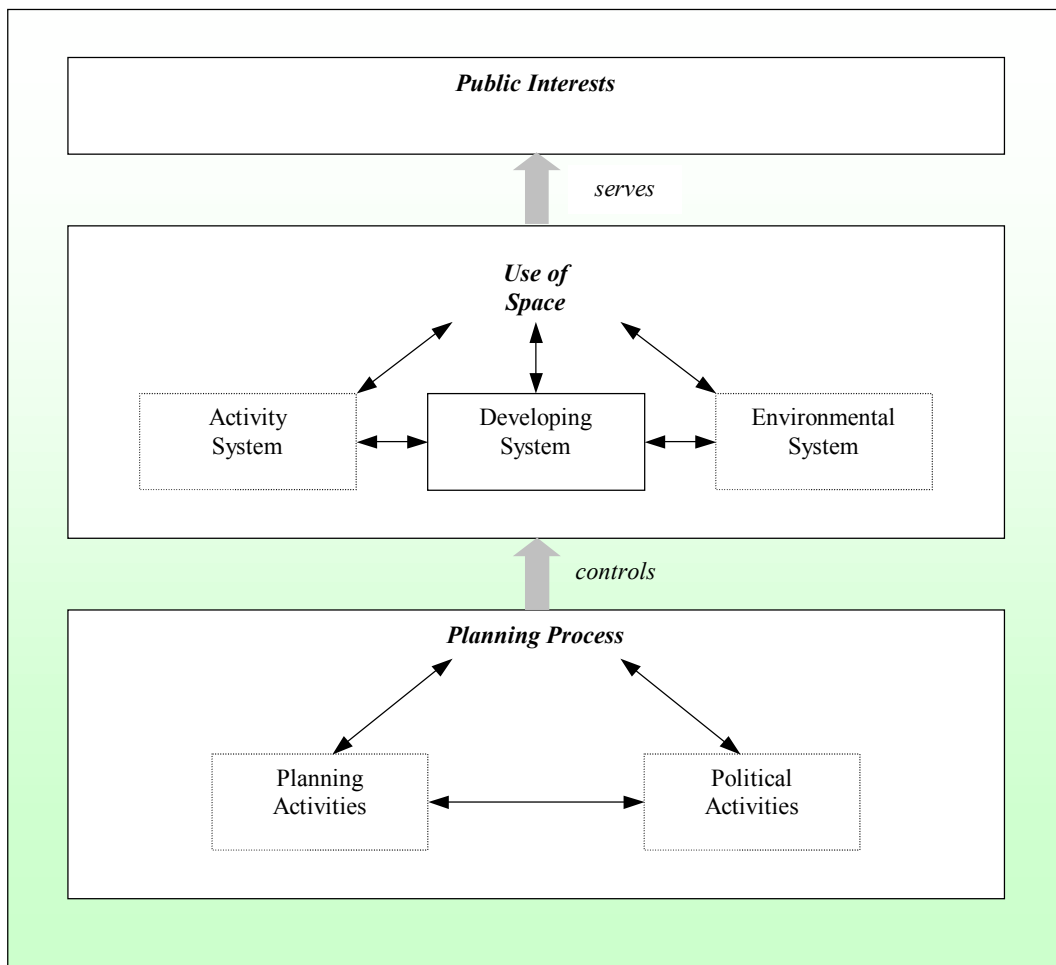 Public Interests
serves
Use of
Space
Activity
System
Developing
System
Environmental
System
controls
Planning Process
Planning
Activities
Political
Activities